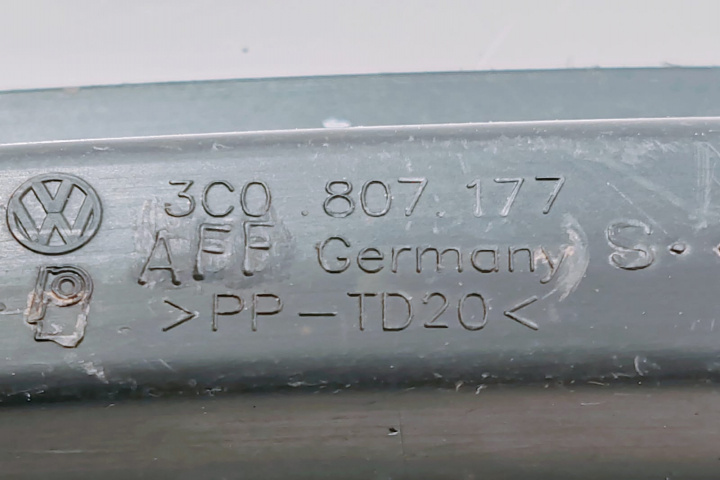 3C0.807.177
AFF Germany S.
>PP-TD20<